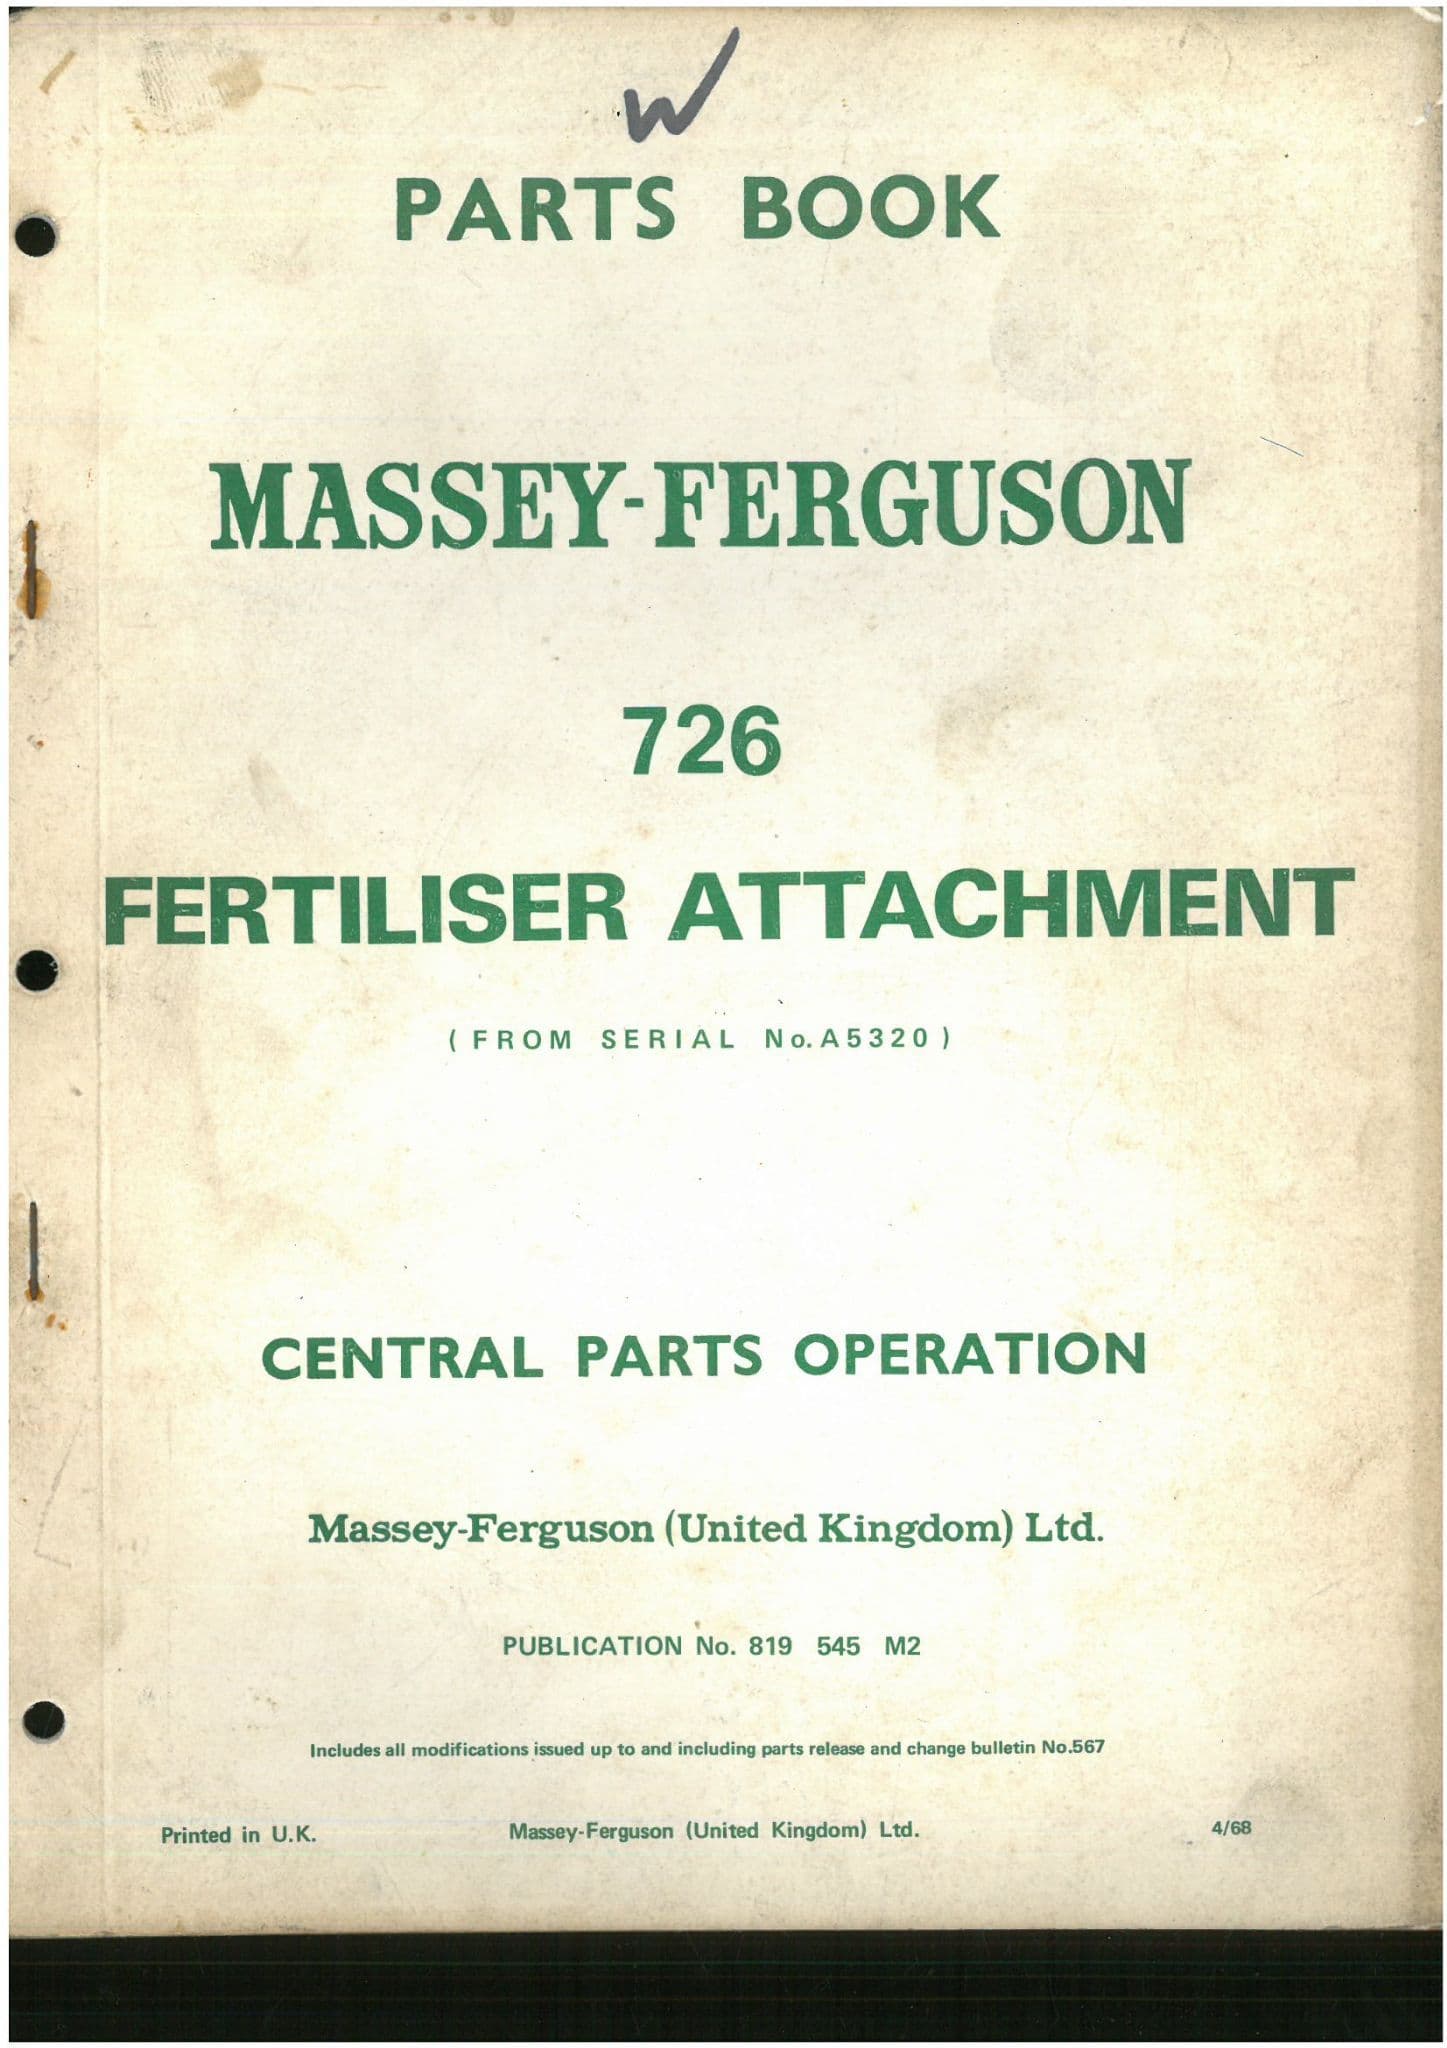 W
PARTS BOOK
MASSEY-FERGUSON
726
FERTILISER ATTACHMENT
( FROM SERIAL No. A5320 )
CENTRAL PARTS OPERATION
Massey-Ferguson (United Kingdom) Ltd.
PUBLICATION No. 819 545 M2
Includes all modifications issued up to and including parts release and change bulletin No.567
Printed in U.K. Massey-Ferguson (United Kingdom) Ltd. 4/68